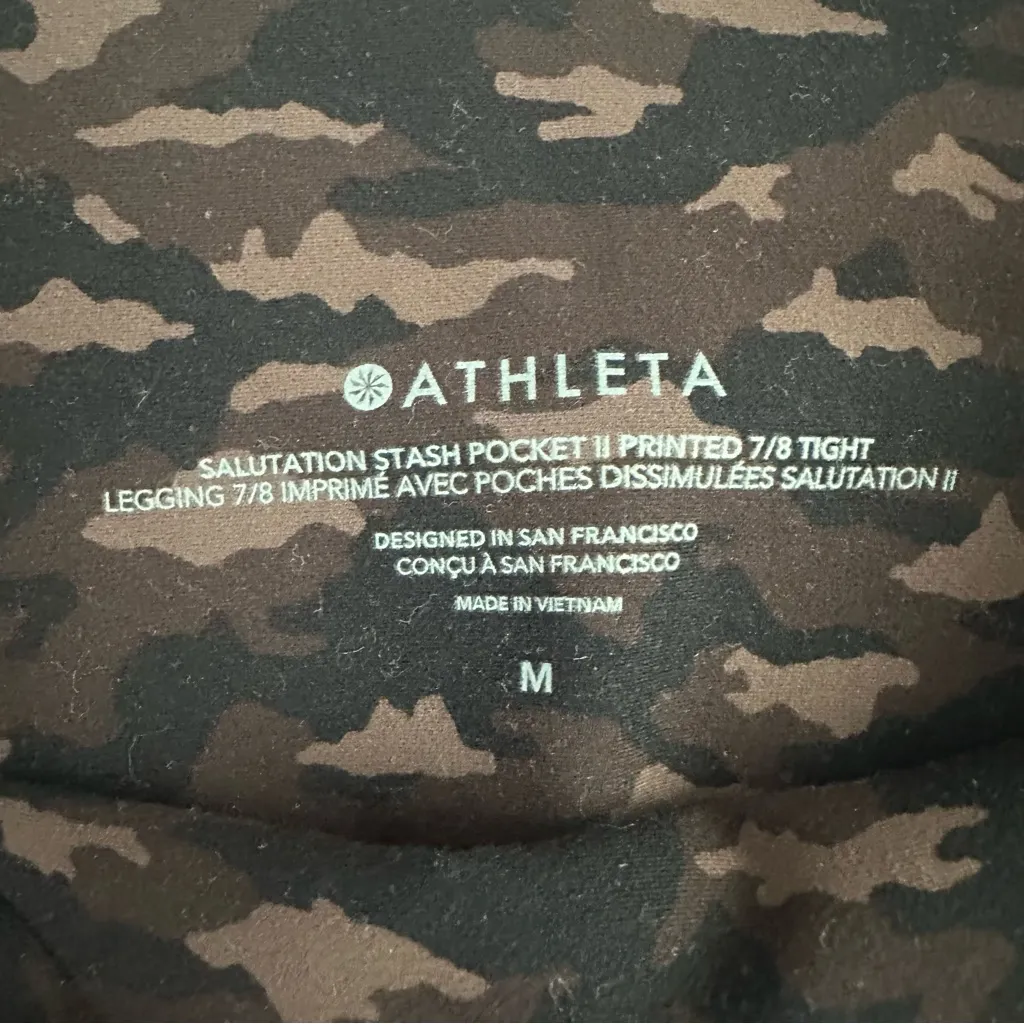 ATHLETA
SALUTATION STASH POCKET II PRINTED 7/8 TIGHT
LEGGING 7/8 IMPRIMÉ AVEC POCHES DISSIMULÉES SALUTATION II
DESIGNED IN SAN FRANCISCO
CONÇU À SAN FRANCISCO
MADE IN VIETNAM
M